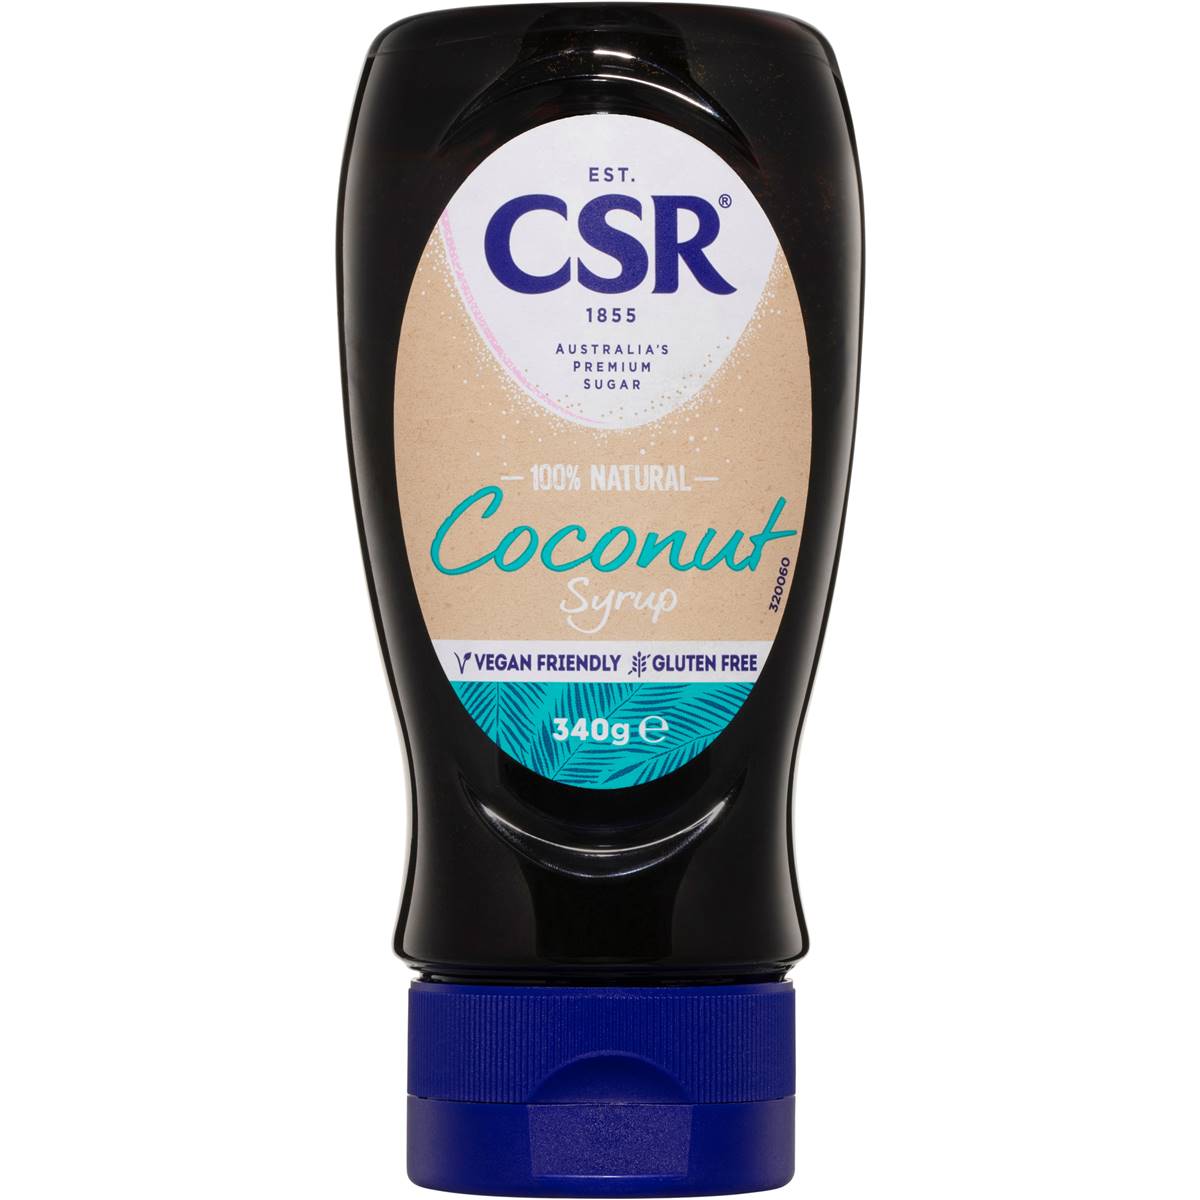 EST.
CSR®
1855
AUSTRALIA'S
PREMIUM
SUGAR
— 100% NATURAL —
Coconut
Syrup
320060
VEGAN FRIENDLY GLUTEN FREE
340g ℮